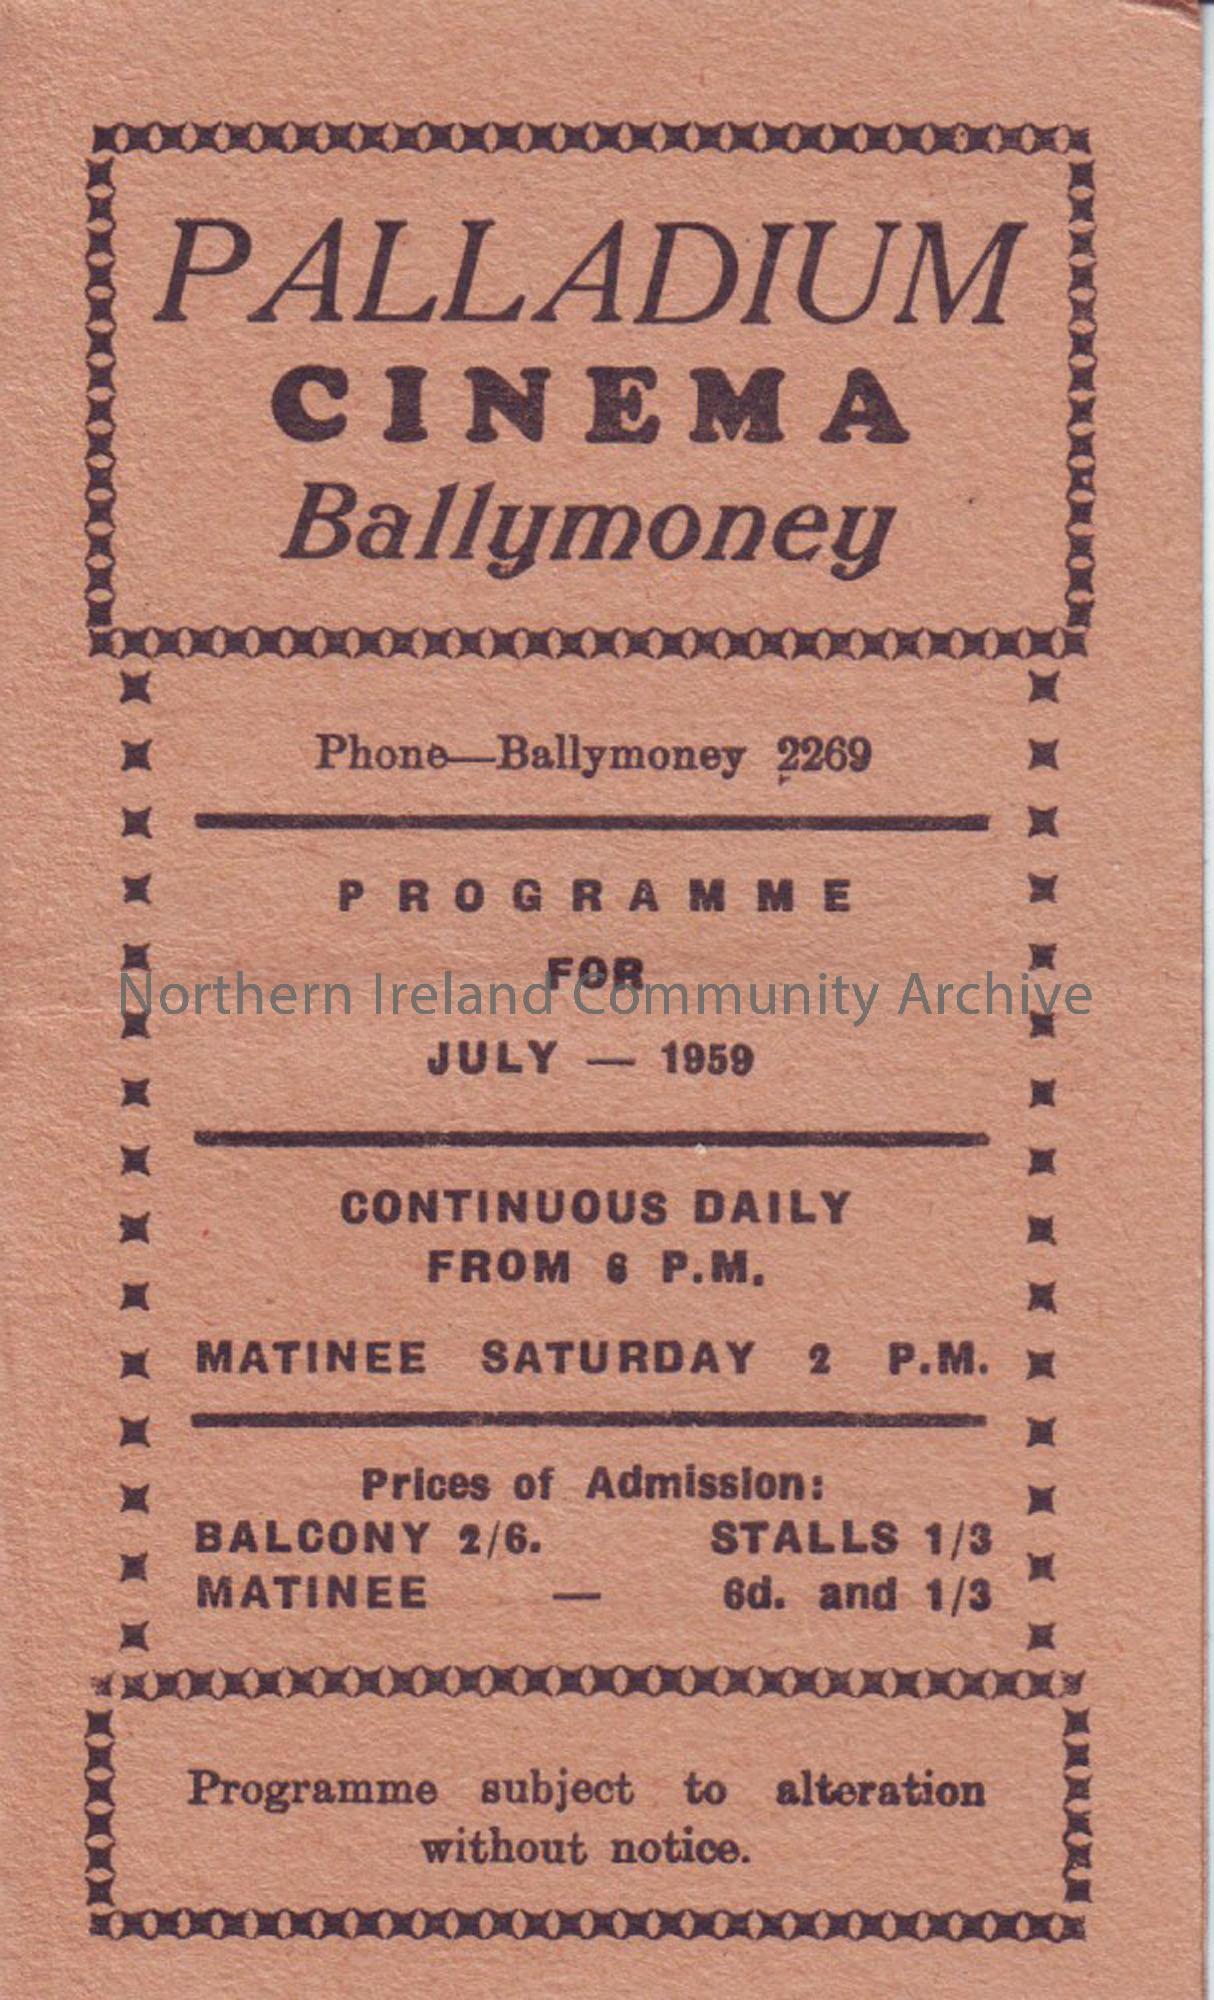 PALLADIUM
CINEMA
Ballymoney
Phone—Ballymoney 2269
PROGRAMME
FOR
Northern Ireland Community Archive
JULY — 1959
CONTINUOUS DAILY
FROM 6 P.M.
MATINEE SATURDAY 2 P.M.
Prices of Admission:
BALCONY 2/6. STALLS 1/3
MATINEE — 6d. and 1/3
Programme subject to alteration
without notice.